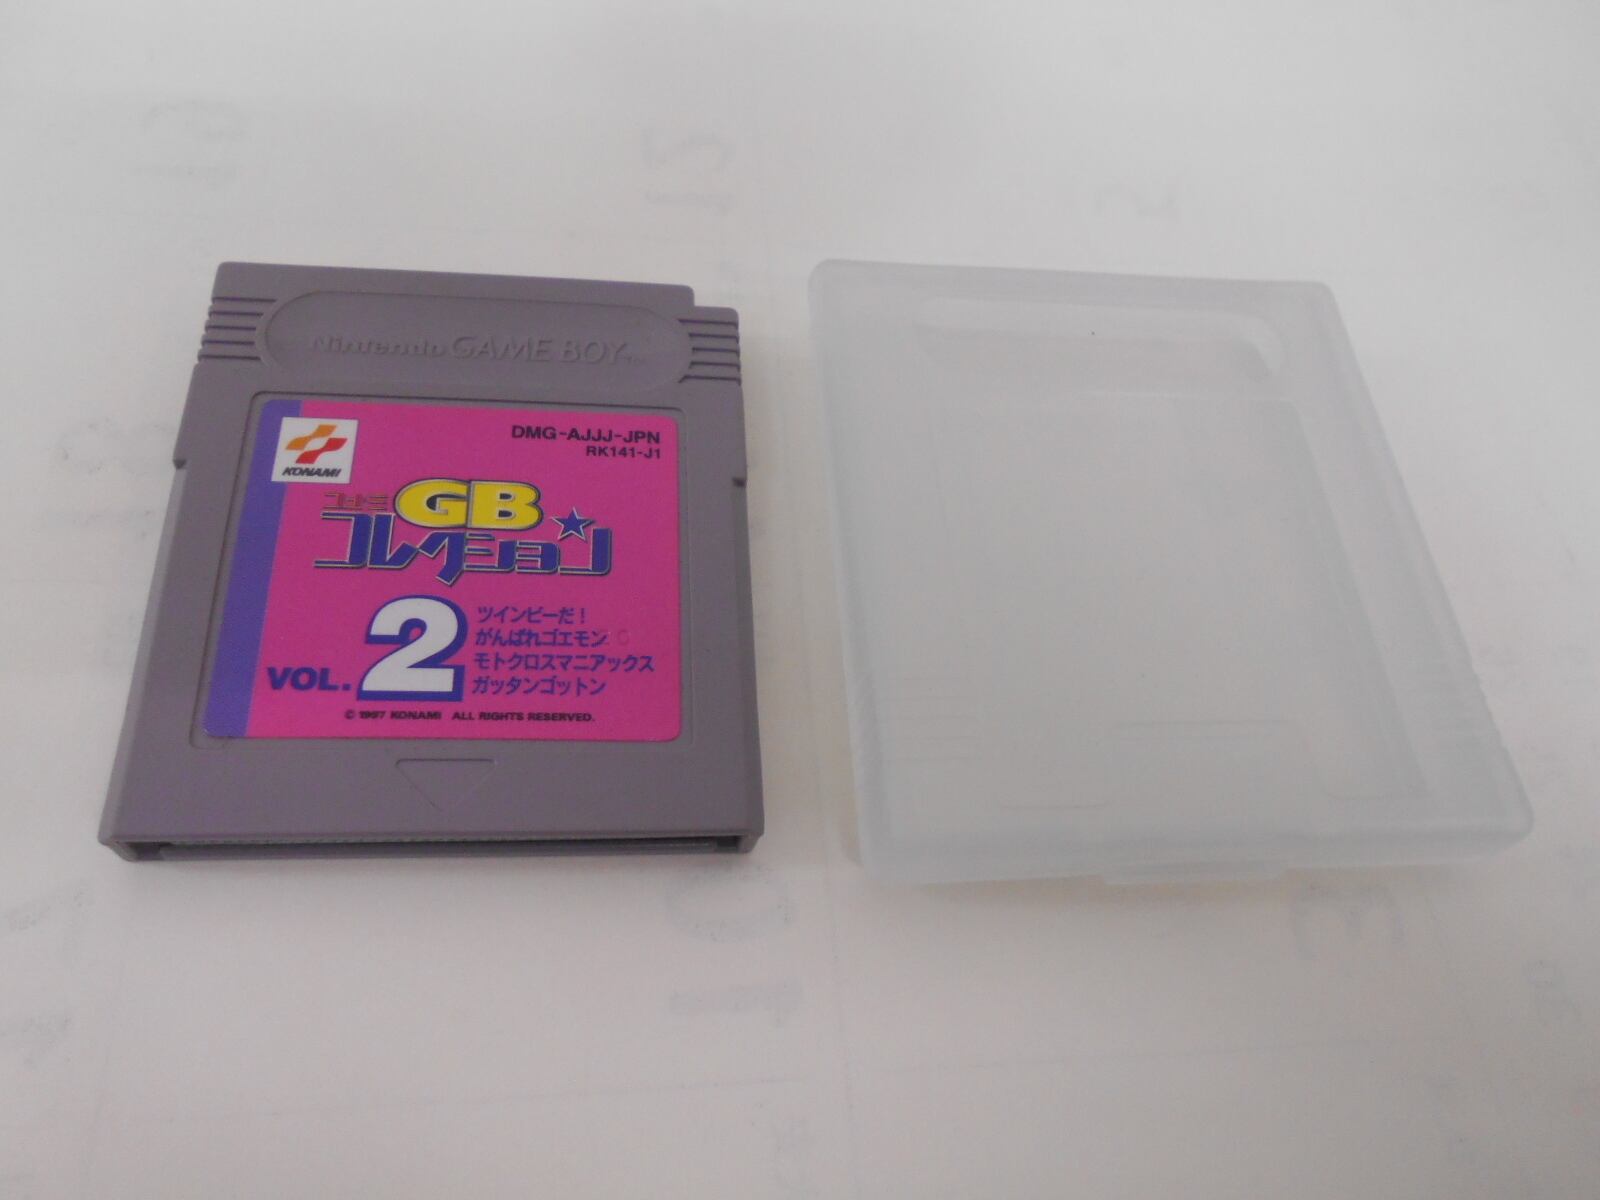 Nintendo GAME BOY TM
KONAMI
DMG-AJJJ-JPN
RK141-J1
コナミ GB
コレクション
VOL. 2
ツインビーだ!
がんばれゴエモン
モトクロスマニアックス
ガッタンゴットン
© 1997 KONAMI ALL RIGHTS RESERVED.
12